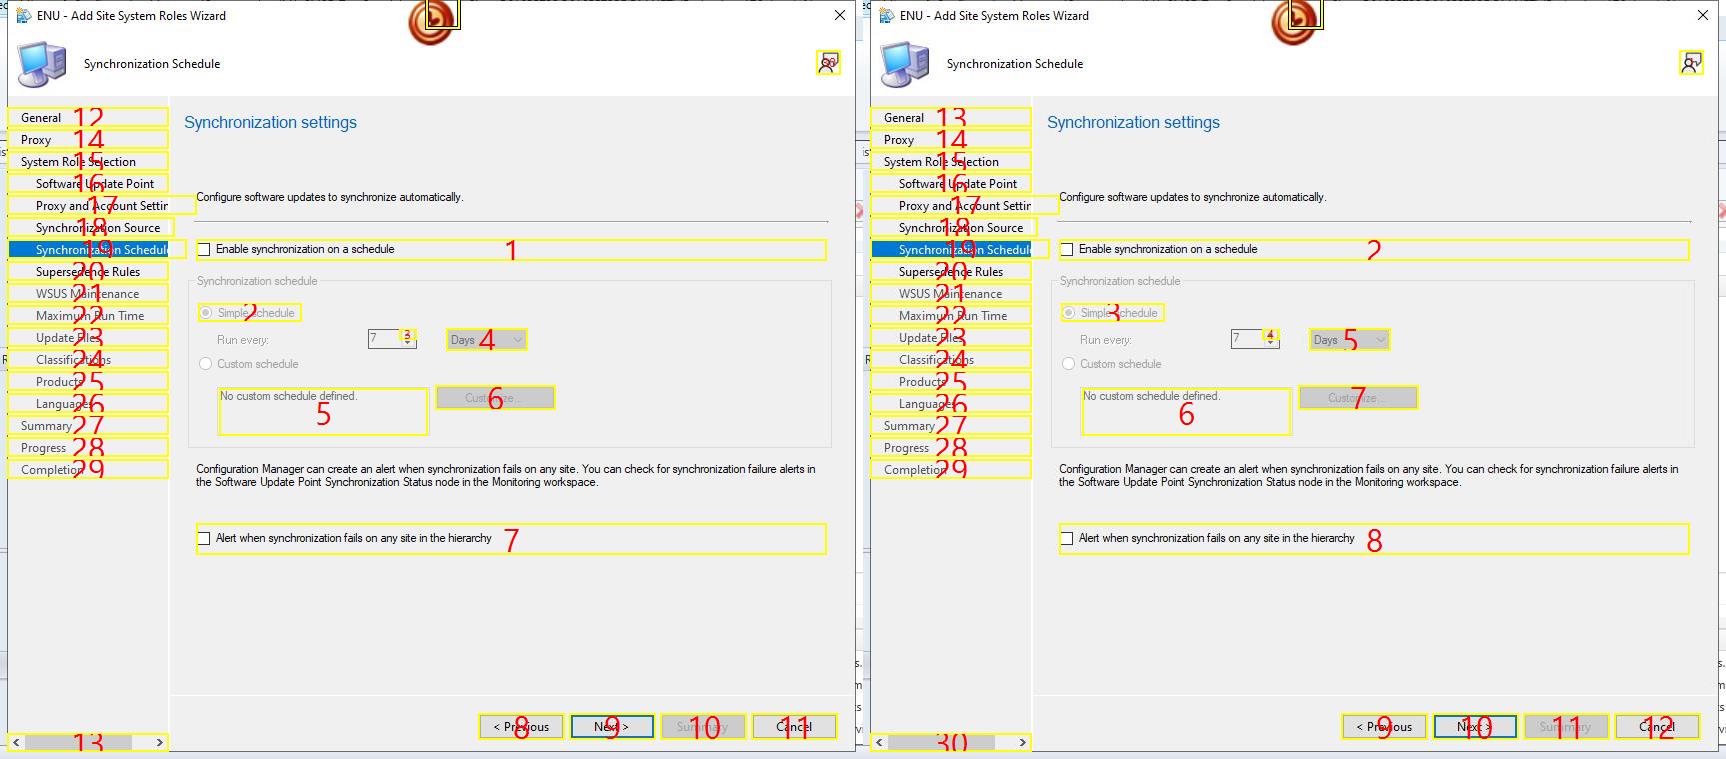 ENU - Add Site System Roles Wizard
Synchronization Schedule
General 12
Proxy 14
System Role Selection 15
Software Update Point 16
Proxy and Account Settin 17
Synchronization Source 18
Synchronization Schedule 19
Supersedence Rules 20
WSUS Maintenance 21
Maximum Run Time 22
Update Files 23
Classifications 24
Products 25
Languages 26
Summary 27
Progress 28
Completion 29
13
Synchronization settings
Configure software updates to synchronize automatically.
Enable synchronization on a schedule 1
Synchronization schedule
Simple schedule 2
Run every: 7 3 Days 4
Custom schedule
No custom schedule defined. 5
Customize... 6
Configuration Manager can create an alert when synchronization fails on any site. You can check for synchronization failure alerts in
the Software Update Point Synchronization Status node in the Monitoring workspace.
Alert when synchronization fails on any site in the hierarchy 7
< Previous 8 Next > 9 Summary 10 Cancel 11
ENU - Add Site System Roles Wizard
Synchronization Schedule
General 13
Proxy 14
System Role Selection 15
Software Update Point 16
Proxy and Account Settin 17
Synchronization Source 18
Synchronization Schedule 19
Supersedence Rules 20
WSUS Maintenance 21
Maximum Run Time 22
Update Files 23
Classifications 24
Products 25
Languages 26
Summary 27
Progress 28
Completion 29
30
Synchronization settings
Configure software updates to synchronize automatically.
Enable synchronization on a schedule 2
Synchronization schedule
Simple schedule 3
Run every: 7 4 Days 5
Custom schedule
No custom schedule defined. 6
Customize... 7
Configuration Manager can create an alert when synchronization fails on any site. You can check for synchronization failure alerts in
the Software Update Point Synchronization Status node in the Monitoring workspace.
Alert when synchronization fails on any site in the hierarchy 8
< Previous 9 Next > 10 Summary 11 Cancel 12